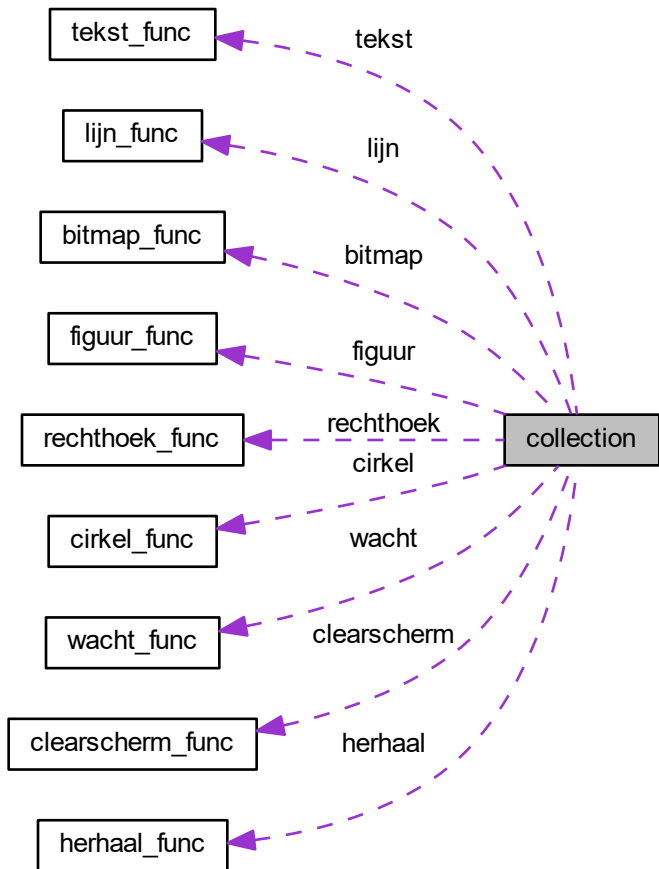 tekst_func
tekst
lijn_func
lijn
bitmap_func
bitmap
figuur_func
figuur
rechthoek_func
rechthoek
collection
cirkel
cirkel_func
wacht
wacht_func
clearscherm
clearscherm_func
herhaal
herhaal_func